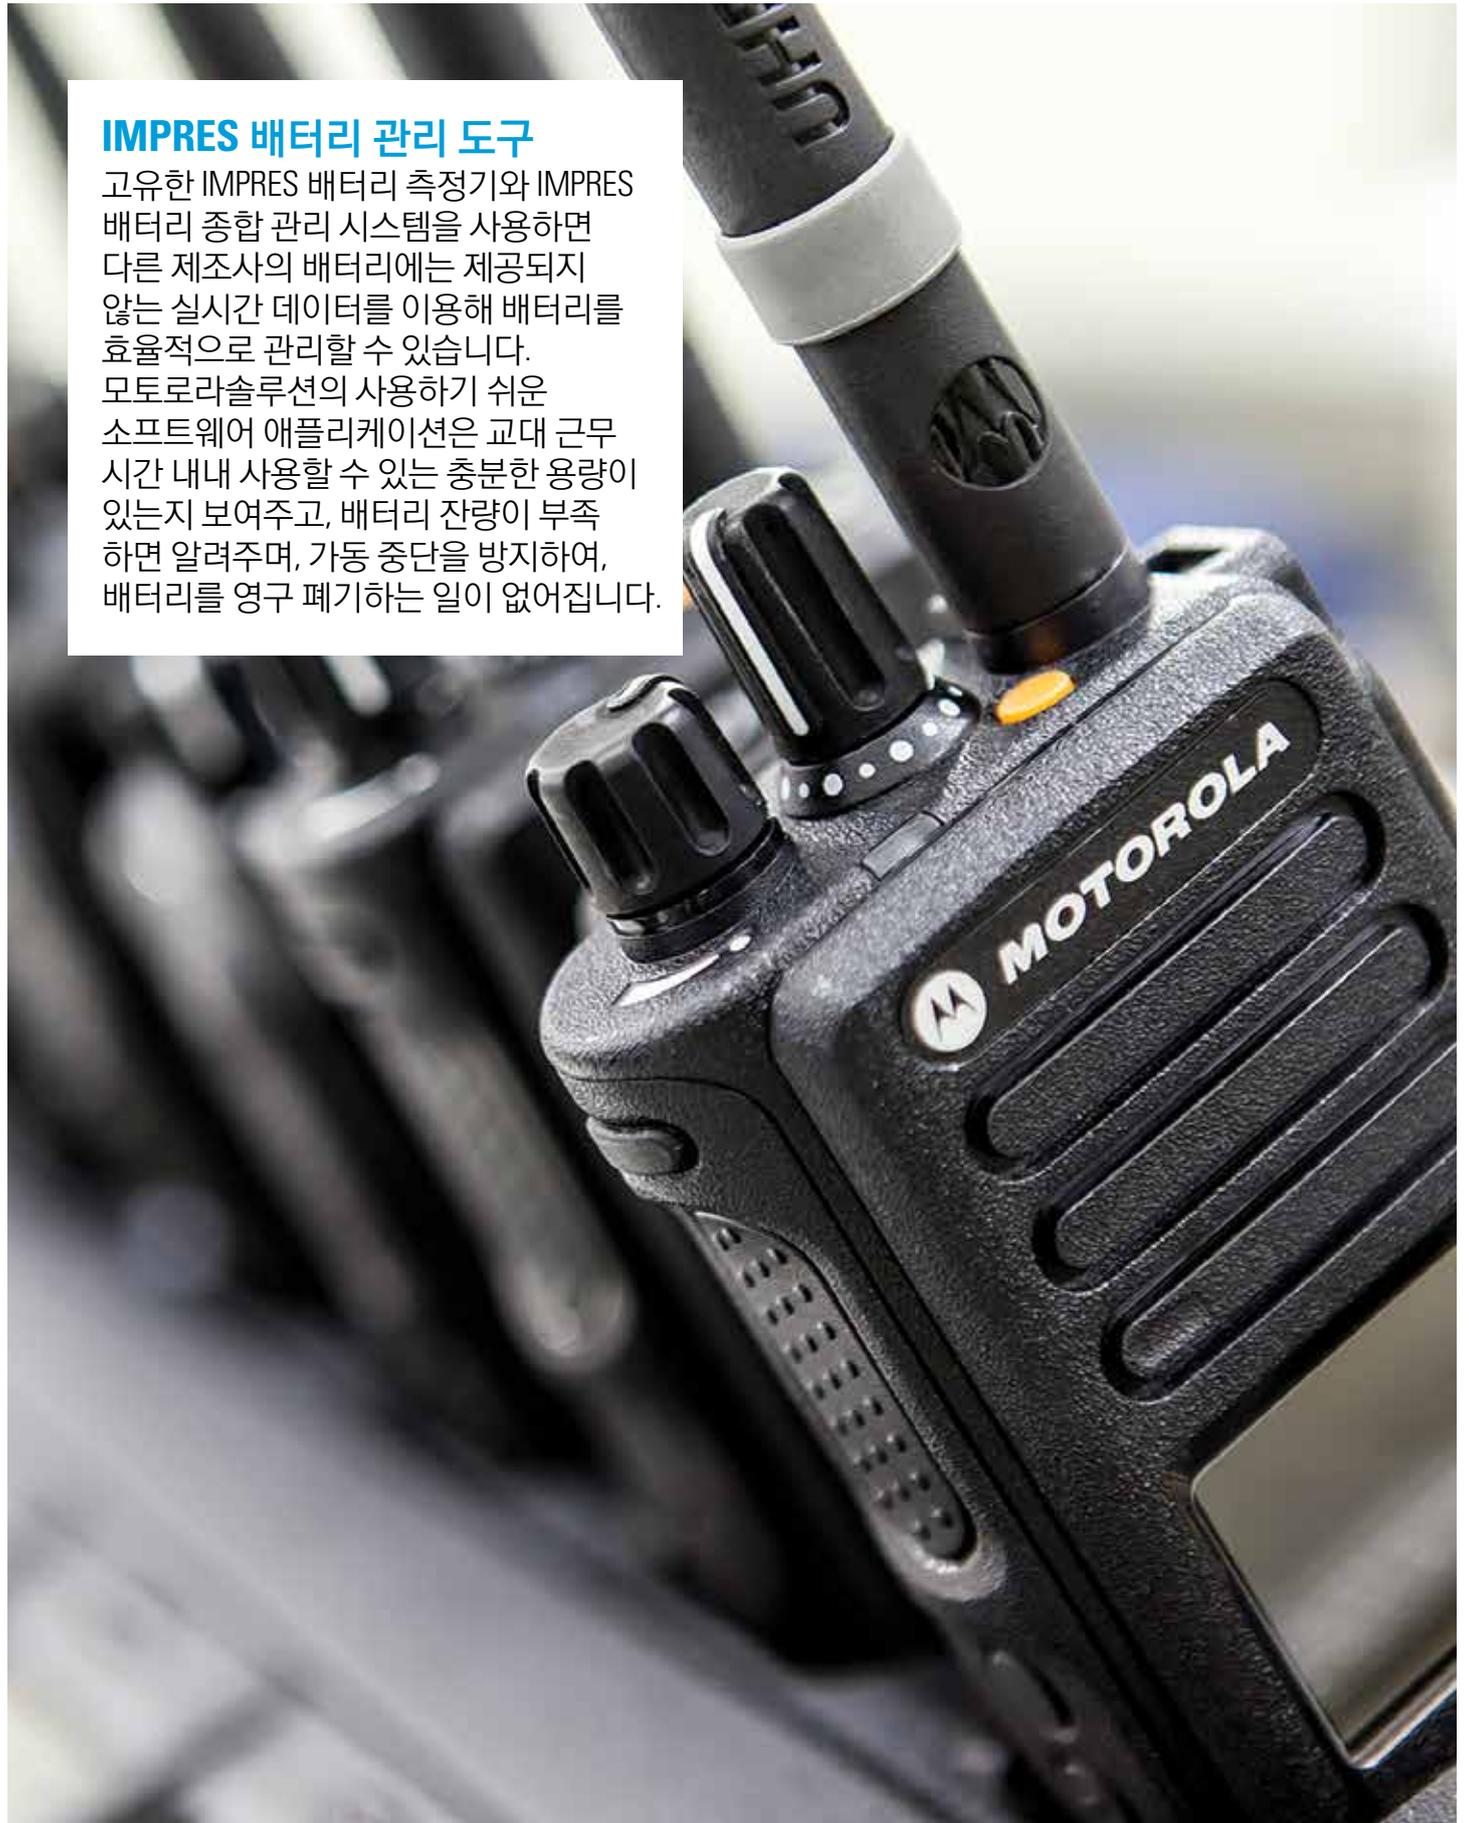 IMPRES 배터리 관리 도구
고유한 IMPRES 배터리 측정기와 IMPRES
배터리 종합 관리 시스템을 사용하면
다른 제조사의 배터리에는 제공되지
않는 실시간 데이터를 이용해 배터리를
효율적으로 관리할 수 있습니다.
모토로라솔루션의 사용하기 쉬운
소프트웨어 애플리케이션은 교대 근무
시간 내내 사용할 수 있는 충분한 용량이
있는지 보여주고, 배터리 잔량이 부족
하면 알려주며, 가동 중단을 방지하여,
배터리를 영구 폐기하는 일이 없어집니다.
MOTOROLA